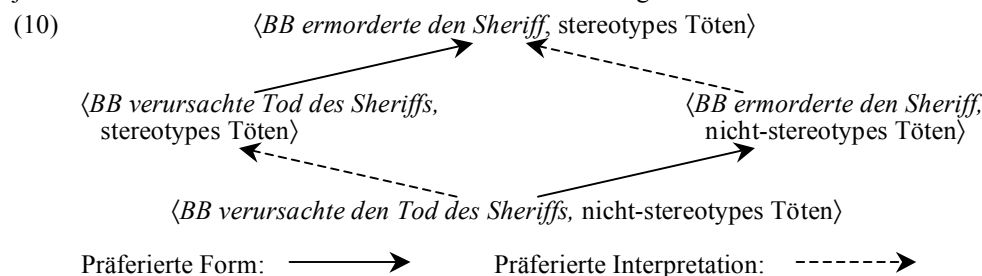 (10) ⟨BB ermorderte den Sheriff, stereotypes Töten⟩
⟨BB verursachte Tod des Sheriffs, ⟨BB ermorderte den Sheriff,
stereotypes Töten⟩ nicht-stereotypes Töten⟩
⟨BB verursachte den Tod des Sheriffs, nicht-stereotypes Töten⟩
Präferierte Form: Präferierte Interpretation: